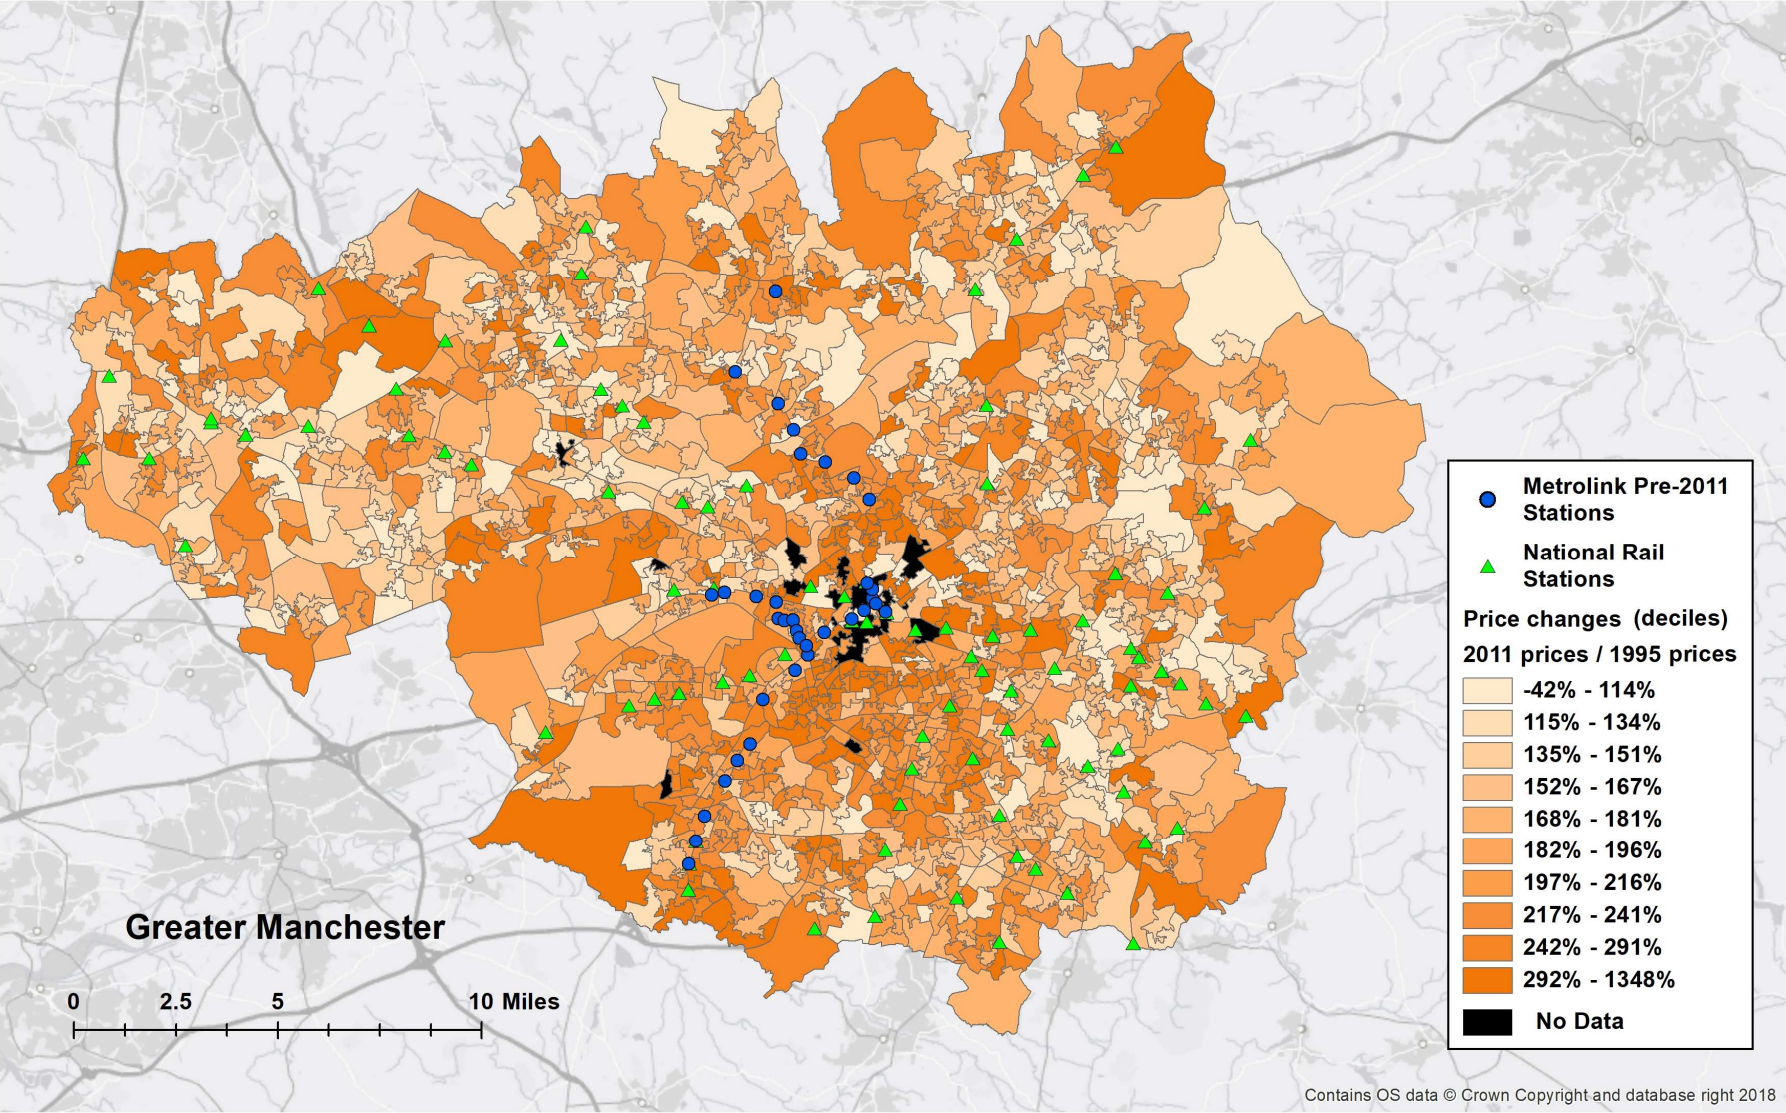 Metrolink Pre-2011
Stations
National Rail
Stations
Price changes (deciles)
2011 prices / 1995 prices
-42% - 114%
115% - 134%
135% - 151%
152% - 167%
168% - 181%
182% - 196%
197% - 216%
217% - 241%
242% - 291%
292% - 1348%
No Data
Greater Manchester
0 2.5 5 10 Miles
Contains OS data © Crown Copyright and database right 2018